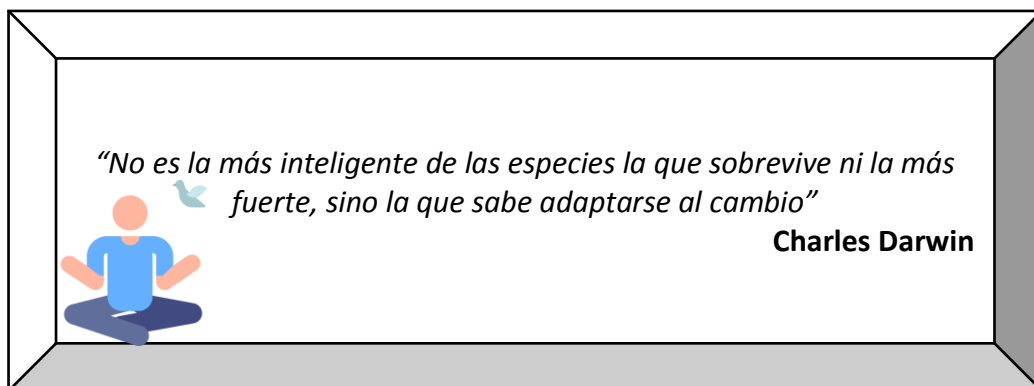 “No es la más inteligente de las especies la que sobrevive ni la más
fuerte, sino la que sabe adaptarse al cambio”
Charles Darwin